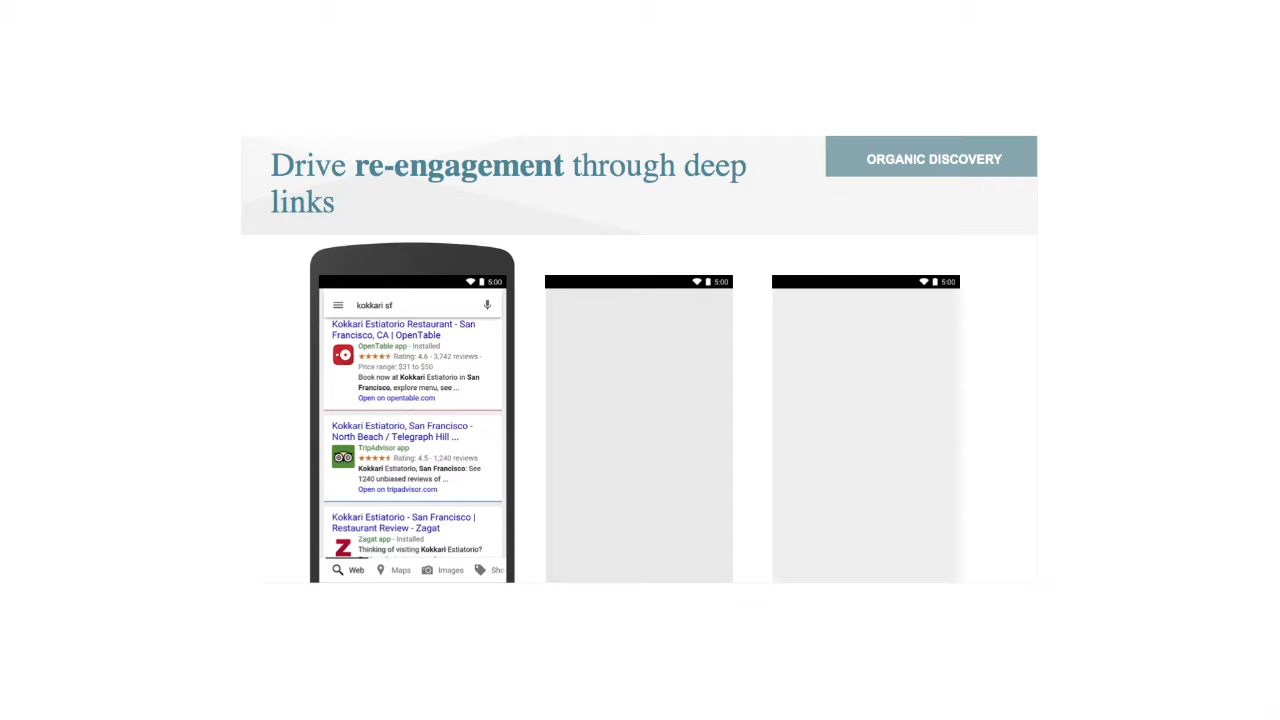 Drive re-engagement through deep
links
ORGANIC DISCOVERY
5:00
kokkari sf
Kokkari Estiatorio Restaurant - San
Francisco, CA | OpenTable
OpenTable app - Installed
Rating: 4.6 - 3,742 reviews -
Price range: $31 to $50
Book now at Kokkari Estiatorio in San
Francisco, explore menu, see ...
Open on opentable.com
Kokkari Estiatorio, San Francisco -
North Beach / Telegraph Hill ...
TripAdvisor app
Rating: 4.5 - 1,240 reviews
Kokkari Estiatorio, San Francisco: See
1240 unbiased reviews of ...
Open on tripadvisor.com
Kokkari Estiatorio - San Francisco |
Restaurant Review - Zagat
Zagat app - Installed
Z
Thinking of visiting Kokkari Estiatorio?
Web Maps Images Sho
5:00
5:00